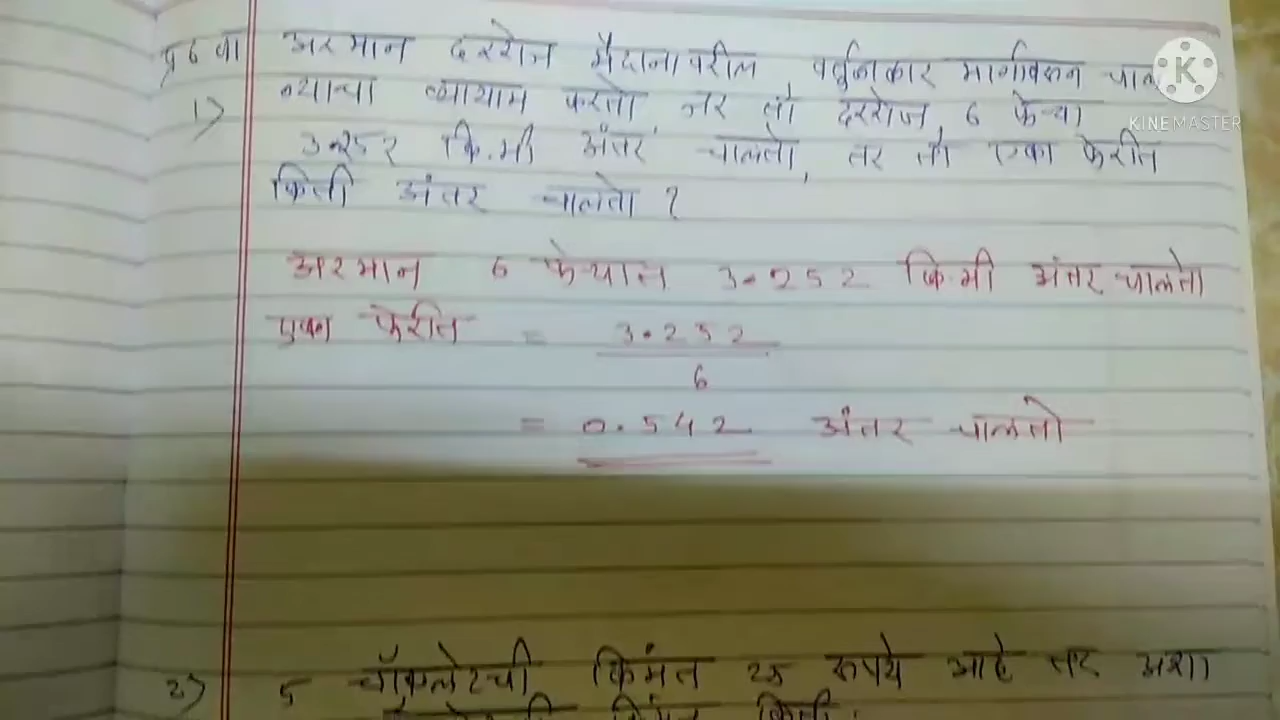 प्र 6 वा अरमान दररोज मैदानावरील वर्तुळाकार मार्गावरून चाल
KINEMASTER
1) ण्याचा व्यायाम करतो जर तो दररोज 6 फेऱ्या
3.252 कि.मी अंतर चालतो, तर तो एका फेरीत
किती अंतर चालतो ?
अरमान 6 फेऱ्यात 3.252 कि.मी अंतर चालतो
एका फेरीत = 3.252
6
= 0.542 अंतर चालतो
2) 5 चॉकलेटची किमंत 25 रूपये आहे तर अशा